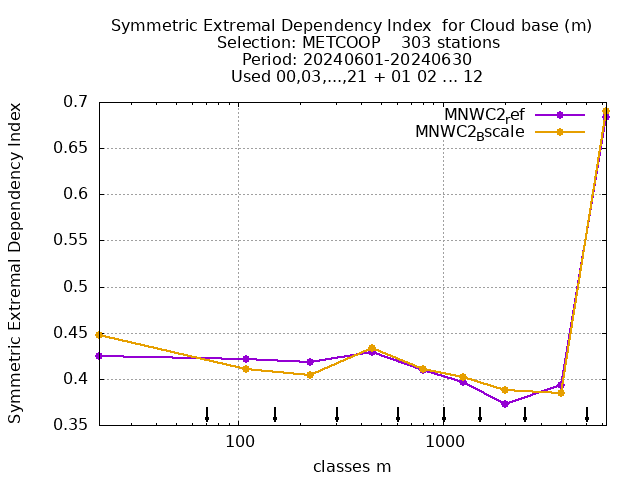 Symmetric Extremal Dependency Index  for Cloud base (m)
Selection: METCOOP    303 stations
Period: 20240601-20240630
Used 00,03,...,21 + 01 02 ... 12
Symmetric Extremal Dependency Index
0.7
0.65
0.6
0.55
0.5
0.45
0.4
0.35
MNWC2ref
MNWC2Bscale
100
1000
classes m